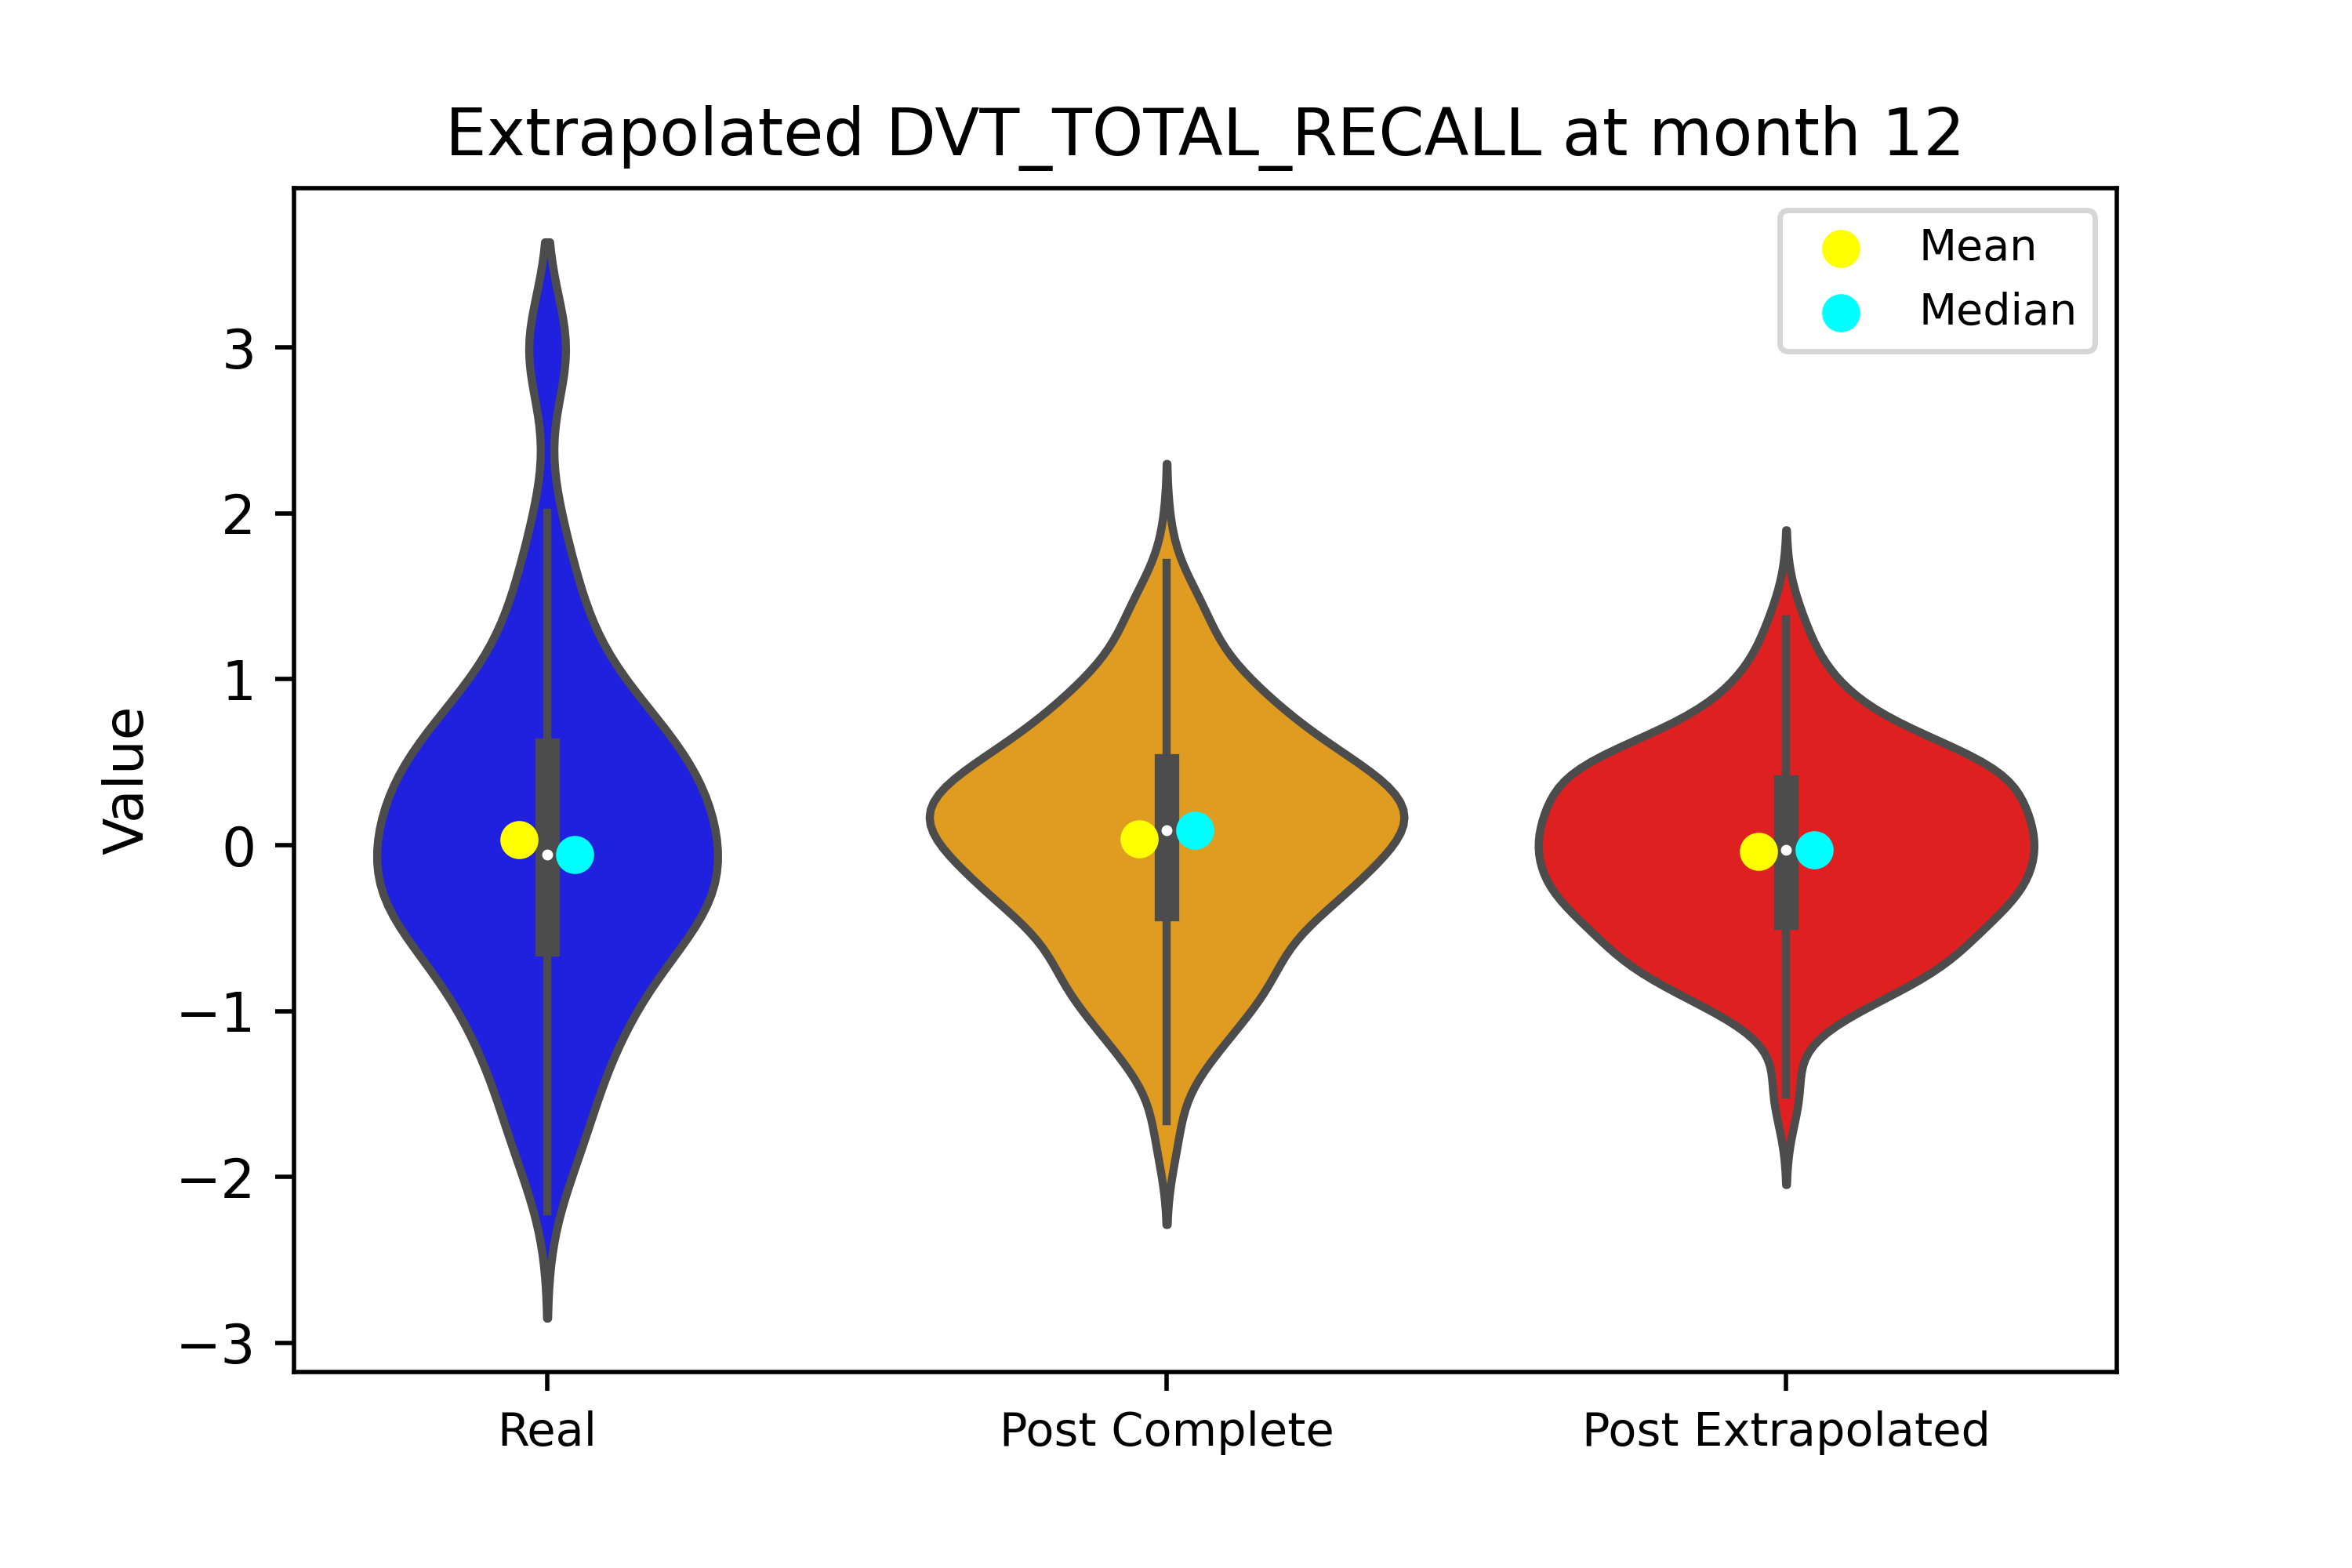 Extrapolated DVT_TOTAL_RECALL at month 12
Mean
Median
3
2
1
0
−1
−2
−3
Value
Real
Post Complete
Post Extrapolated